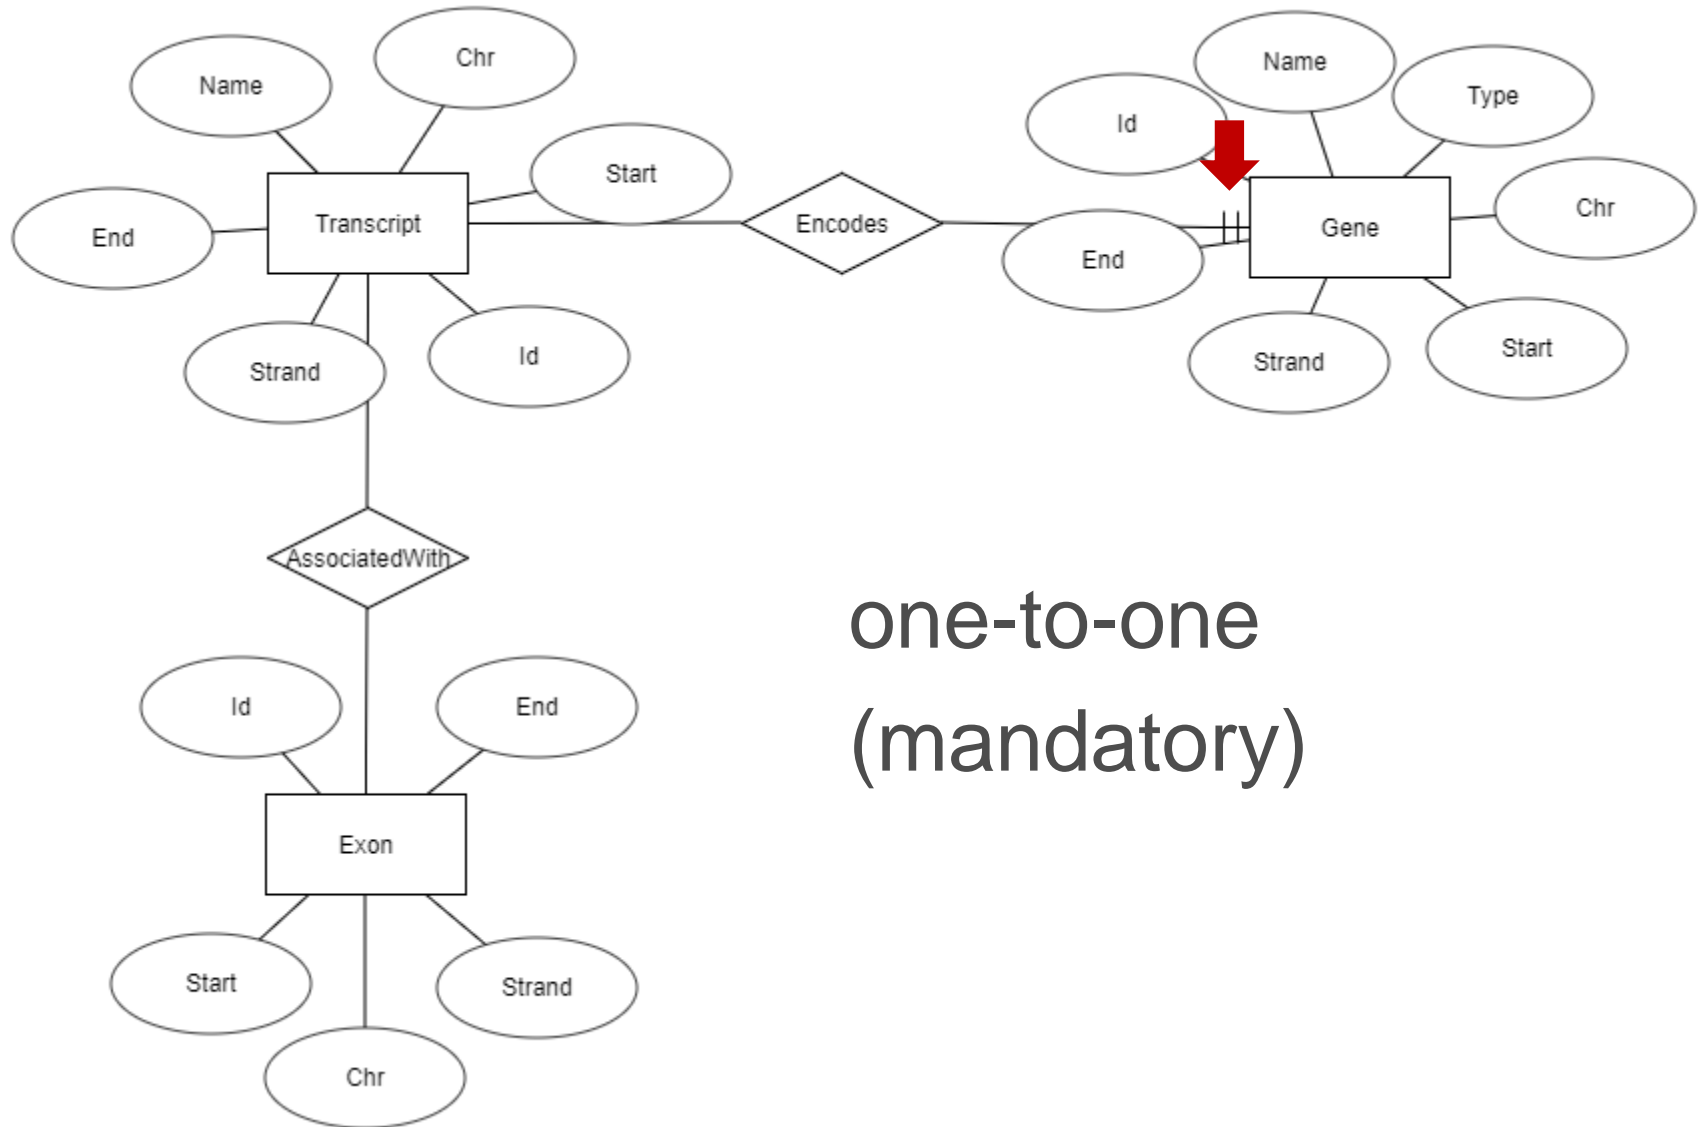 Chr
Name
Start
Transcript
End
Strand
Id
Encodes
Name
Type
Id
Chr
Gene
End
Start
Strand
AssociatedWith
one-to-one
(mandatory)
Id
End
Exon
Start
Strand
Chr